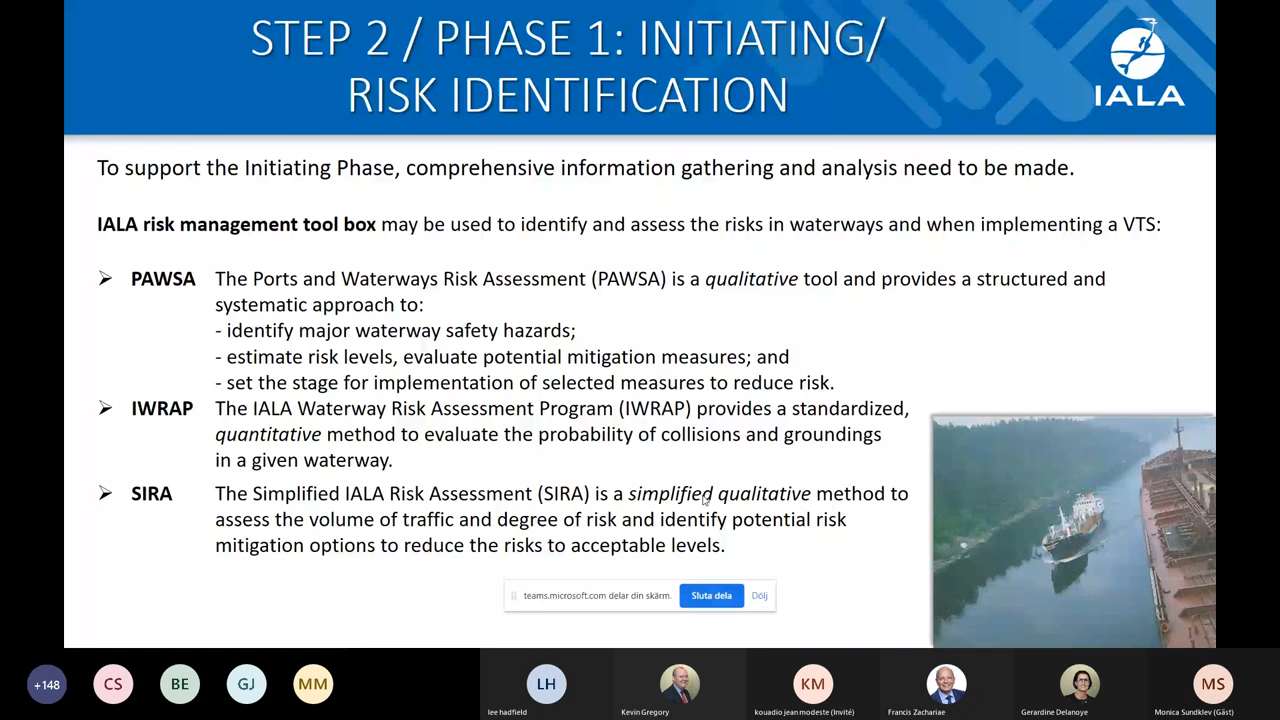 STEP 2 / PHASE 1: INITIATING/
RISK IDENTIFICATION
IALA
To support the Initiating Phase, comprehensive information gathering and analysis need to be made.
IALA risk management tool box may be used to identify and assess the risks in waterways and when implementing a VTS:
➢ PAWSA The Ports and Waterways Risk Assessment (PAWSA) is a qualitative tool and provides a structured and
systematic approach to:
- identify major waterway safety hazards;
- estimate risk levels, evaluate potential mitigation measures; and
- set the stage for implementation of selected measures to reduce risk.
➢ IWRAP The IALA Waterway Risk Assessment Program (IWRAP) provides a standardized,
quantitative method to evaluate the probability of collisions and groundings
in a given waterway.
➢ SIRA The Simplified IALA Risk Assessment (SIRA) is a simplified qualitative method to
assess the volume of traffic and degree of risk and identify potential risk
mitigation options to reduce the risks to acceptable levels.
teams.microsoft.com delar din skärm. Sluta dela Dölj
+148 CS BE GJ MM LH KM MS
lee hadfield Kevin Gregory kouadio jean modeste (Invité) Francis Zachariae Gerardine Delanoye Monica Sundklev (Gäst)